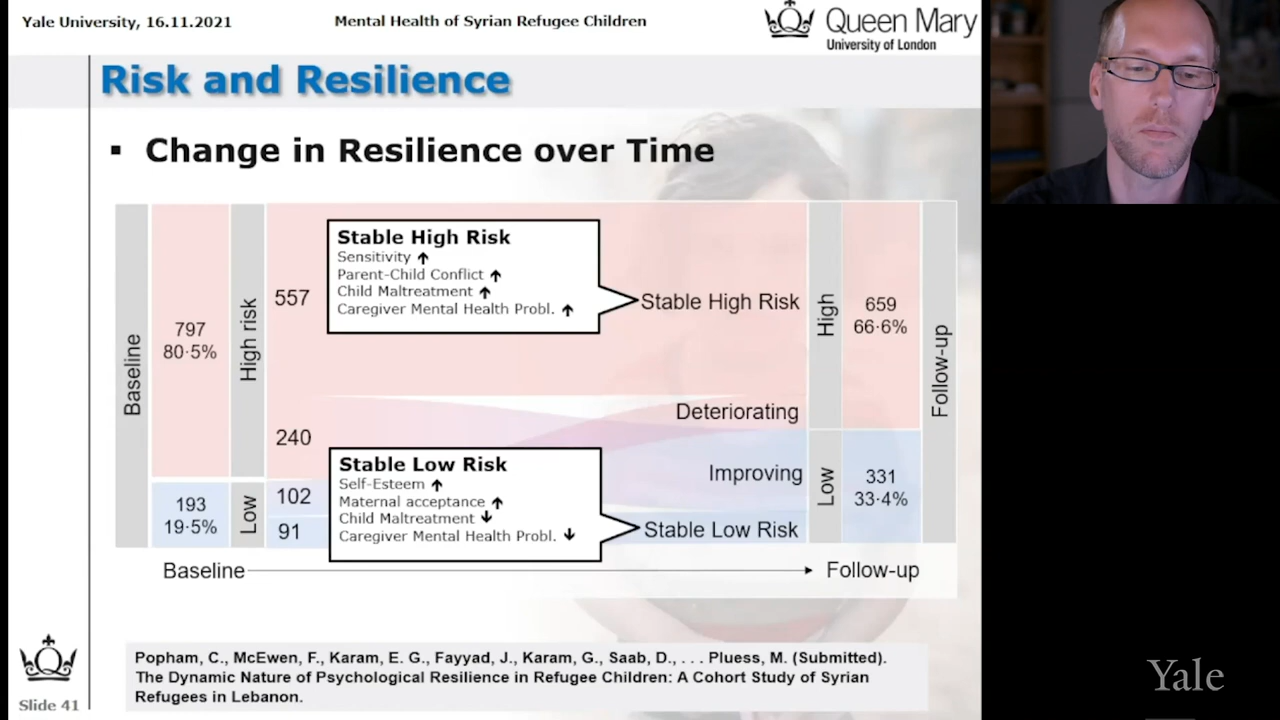 Yale University, 16.11.2021
Mental Health of Syrian Refugee Children
Queen Mary
University of London
Risk and Resilience
▪ Change in Resilience over Time
Baseline
797
80·5%
High risk
193
19·5%
Low
557
240
102
91
Stable High Risk
Sensitivity ↑
Parent-Child Conflict ↑
Child Maltreatment ↑
Caregiver Mental Health Probl. ↑
Stable Low Risk
Self-Esteem ↑
Maternal acceptance ↑
Child Maltreatment ↓
Caregiver Mental Health Probl. ↓
Stable High Risk
Deteriorating
Improving
Stable Low Risk
High
Low
659
66·6%
331
33·4%
Follow-up
Baseline
Follow-up
Popham, C., McEwen, F., Karam, E. G., Fayyad, J., Karam, G., Saab, D., . . . Pluess, M. (Submitted).
The Dynamic Nature of Psychological Resilience in Refugee Children: A Cohort Study of Syrian
Refugees in Lebanon.
Slide 41
Yale